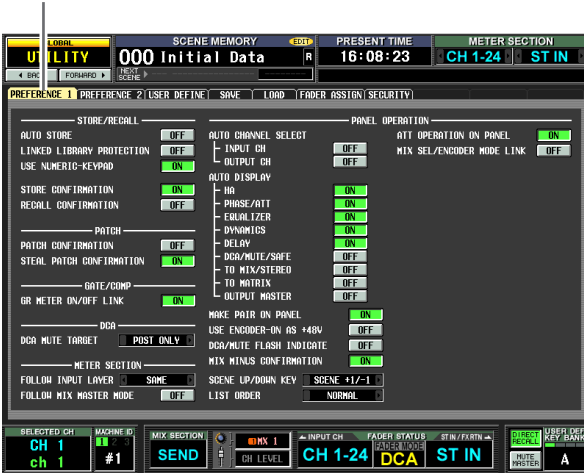 GLOBAL
UTILITY
BACK FORWARD
SCENE MEMORY EDIT
000 Initial Data R
NEXT SCENE
PRESENT TIME
16:08:23
METER SECTION
CH 1-24 ST IN
PREFERENCE 1 PREFERENCE 2 USER DEFINE SAVE LOAD FADER ASSIGN SECURITY
STORE/RECALL
AUTO STORE OFF
LINKED LIBRARY PROTECTION OFF
USE NUMERIC-KEYPAD ON
STORE CONFIRMATION ON
RECALL CONFIRMATION OFF
PATCH
PATCH CONFIRMATION OFF
STEAL PATCH CONFIRMATION ON
GATE/COMP
GR METER ON/OFF LINK ON
DCA
DCA MUTE TARGET POST ONLY
METER SECTION
FOLLOW INPUT LAYER SAME
FOLLOW MIX MASTER MODE OFF
PANEL OPERATION
AUTO CHANNEL SELECT
INPUT CH OFF
OUTPUT CH OFF
AUTO DISPLAY
HA ON
PHASE/ATT ON
EQUALIZER ON
DYNAMICS ON
DELAY ON
DCA/MUTE/SAFE OFF
TO MIX/STEREO OFF
TO MATRIX OFF
OUTPUT MASTER OFF
MAKE PAIR ON PANEL ON
USE ENCODER-ON AS +48V OFF
DCA/MUTE FLASH INDICATE OFF
MIX MINUS CONFIRMATION ON
SCENE UP/DOWN KEY SCENE +1/-1
LIST ORDER NORMAL
ATT OPERATION ON PANEL ON
MIX SEL/ENCODER MODE LINK OFF
SELECTED CH
CH 1
ch 1
MACHINE ID
1 2 3
#1
MIX SECTION
SEND
MX 1
CH LEVEL
INPUT CH FADER STATUS ST IN/FXRTN
CH 1-24
FADER MODE
DCA
ST IN
DIRECT RECALL
MUTE MASTER
USER DEF
KEY BANK
A